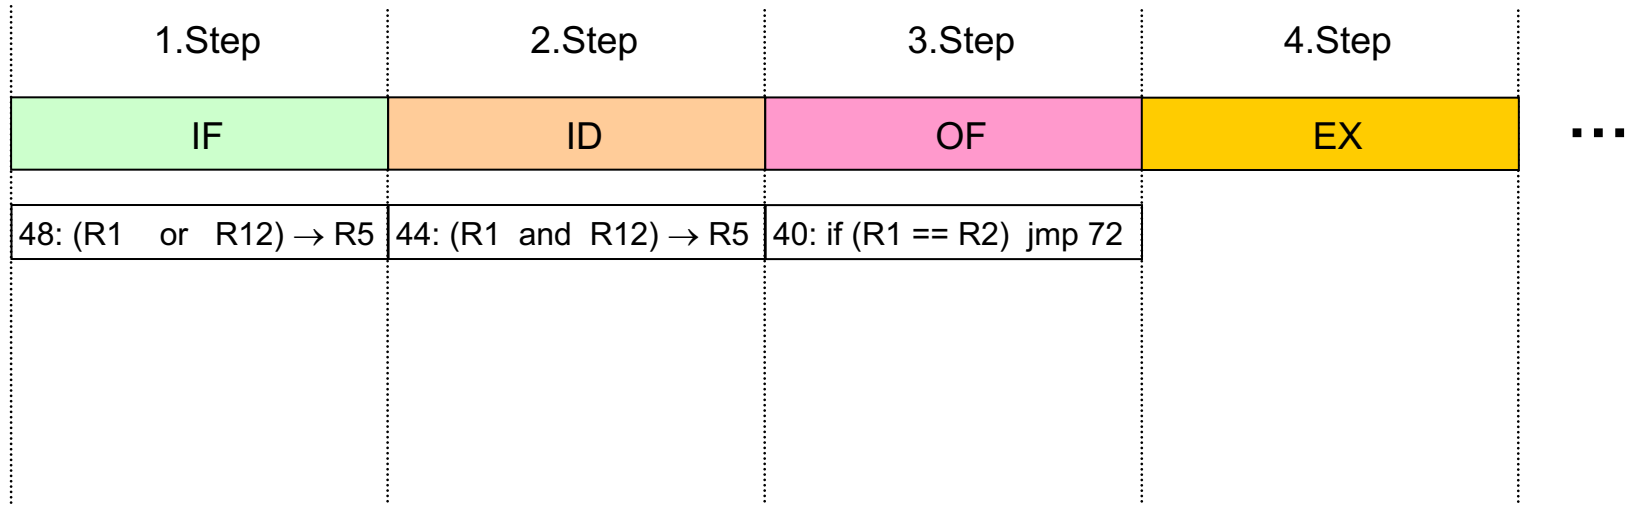 1.Step 2.Step 3.Step 4.Step
IF ID OF EX ...
48: (R1 or R12) → R5 44: (R1 and R12) → R5 40: if (R1 == R2) jmp 72